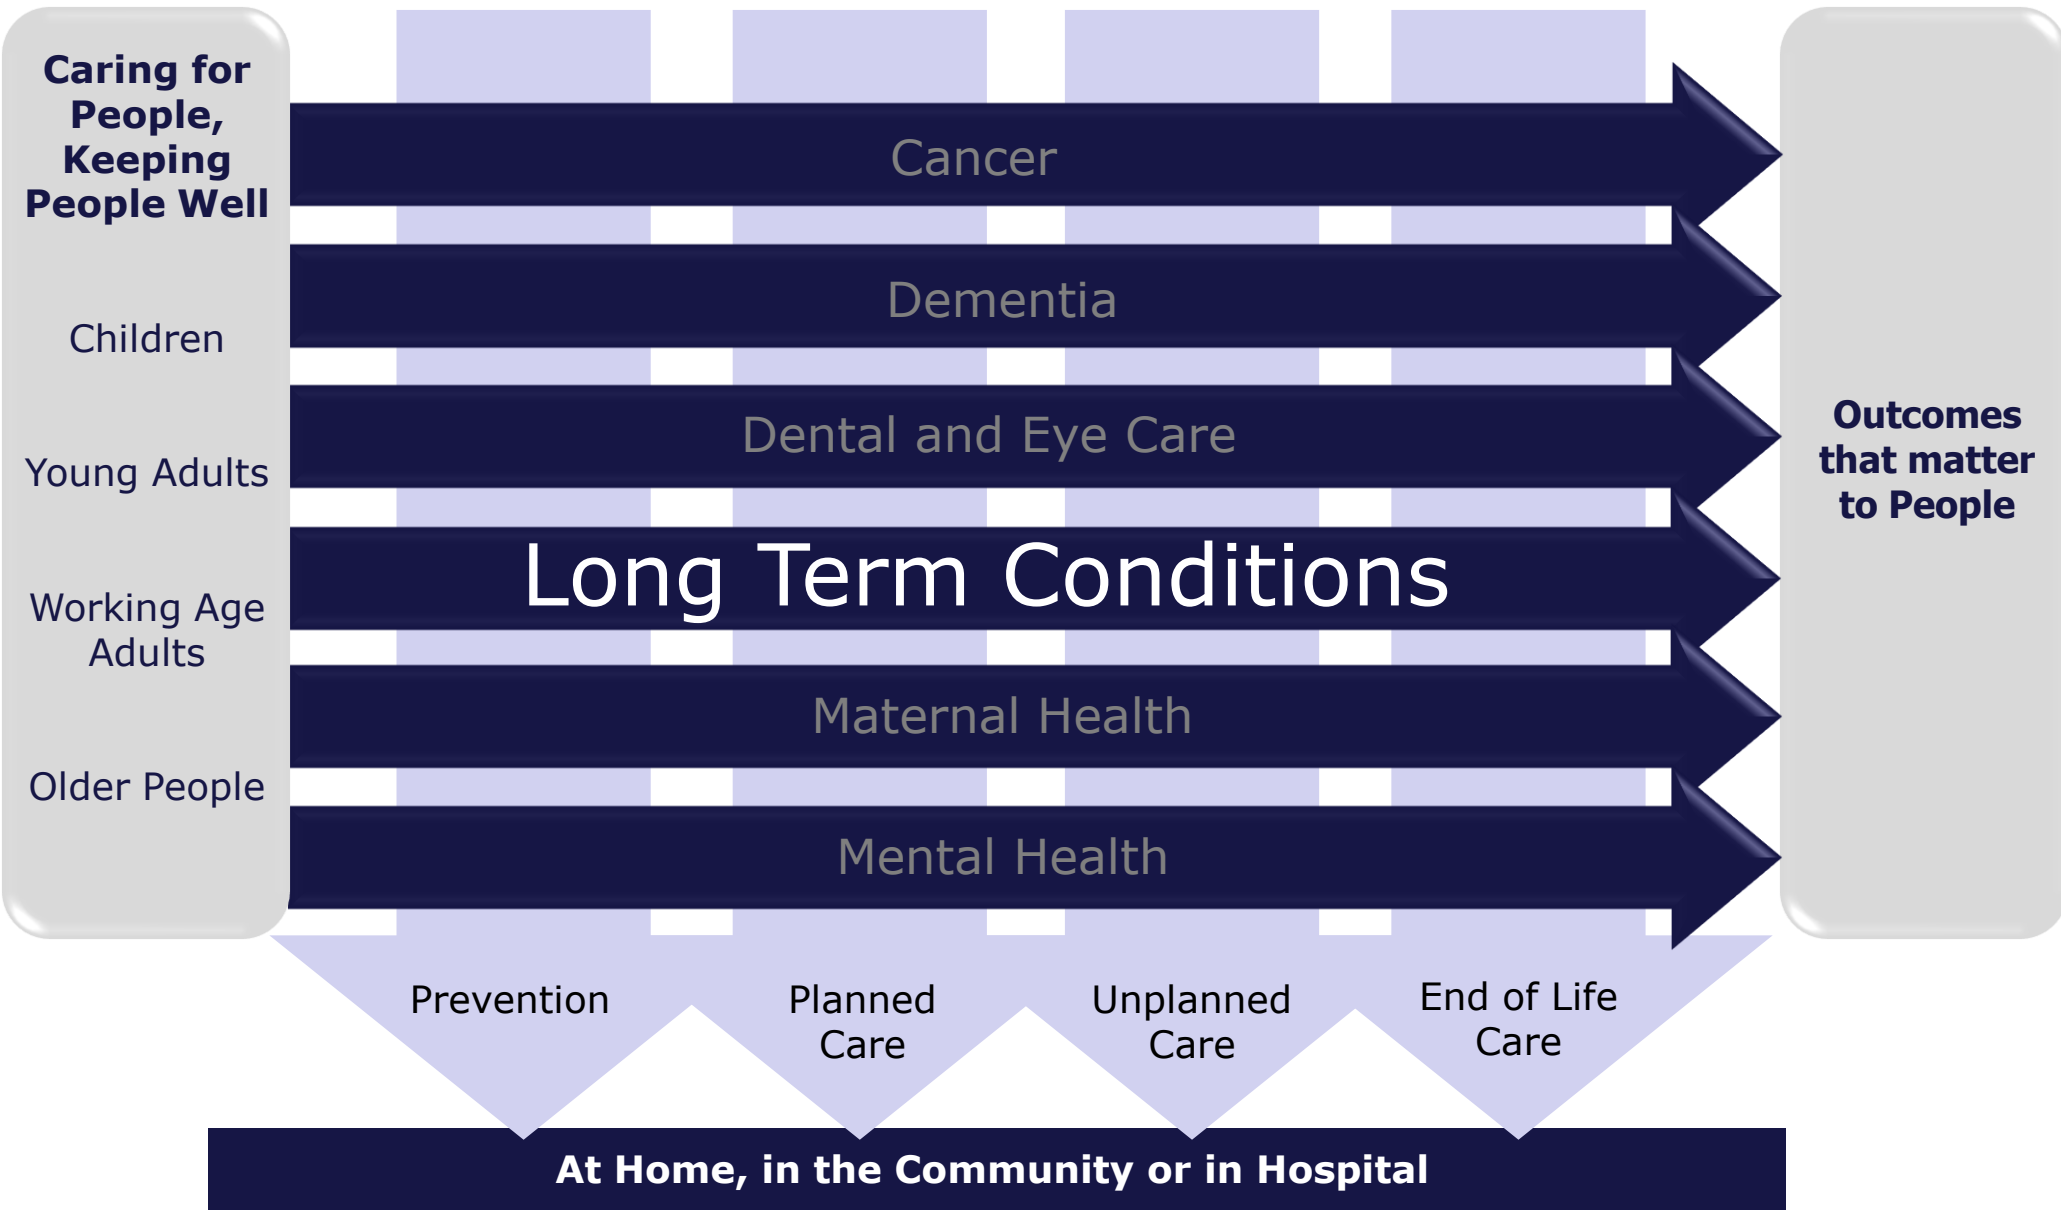 Caring for
People,
Keeping
People Well
Children
Young Adults
Working Age
Adults
Older People
Cancer
Dementia
Dental and Eye Care
Long Term Conditions
Maternal Health
Mental Health
Outcomes
that matter
to People
Prevention
Planned
Care
Unplanned
Care
End of Life
Care
At Home, in the Community or in Hospital